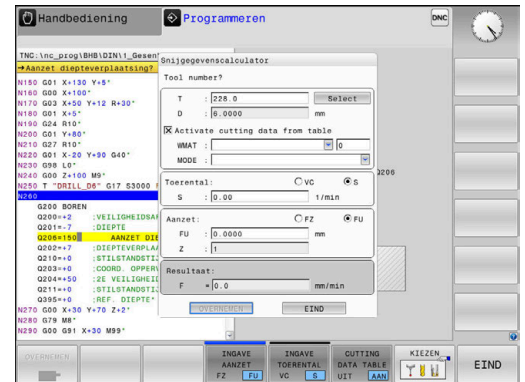 Handbediening
Programmeren
DNC
TNC:\nc_prog\BHB\DIN\1_Gesen
→Aanzet diepteverplaatsing?
N150 G01 X+130 Y+5*
N160 G00 X+100*
N170 G03 X+50 Y+12 R+30*
N180 G01 X+5*
N190 G24 R10*
N200 G01 Y+80*
N210 G27 R10*
N220 G01 X-20 Y+90 G40*
N230 G98 L0*
N240 G00 Z+100 M9*
N250 T "DRILL_D6" G17 S3000
N260
G200 BOREN
Q200=+2 ;VEILIGHEIDSA
Q201=-7 ;DIEPTE
Q206=150 AANZET DIE
Q202=+7 ;DIEPTEVERPLA
Q210=+0 ;STILSTANDSTI
Q203=+0 ;COORD. OPPERV
Q204=+50 ;2E VEILIGHEI
Q211=+0 ;STILSTANDSTI
Q395=+0 ;REF. DIEPTE*
N270 G00 X+30 Y+70 Z+2*
N280 G79 M8*
N290 G00 G91 X+30 M99*
Snijgegevenscalculator
Tool number?
T : 228.0 Select
D : 6.0000 mm
Activate cutting data from table
WMAT : 0
MODE :
Toerental: VC S
S : 0.00 1/min
Aanzet: FZ FU
FU : 0.0000 mm
Z : 1
Resultaat:
F = 0.0 mm/min
OVERNEMEN EIND
Q206
OVERNEMEN
INGAVE AANZET
FZ FU
INGAVE TOERENTAL
VC S
CUTTING DATA TABLE
UIT AAN
KIEZEN
EIND